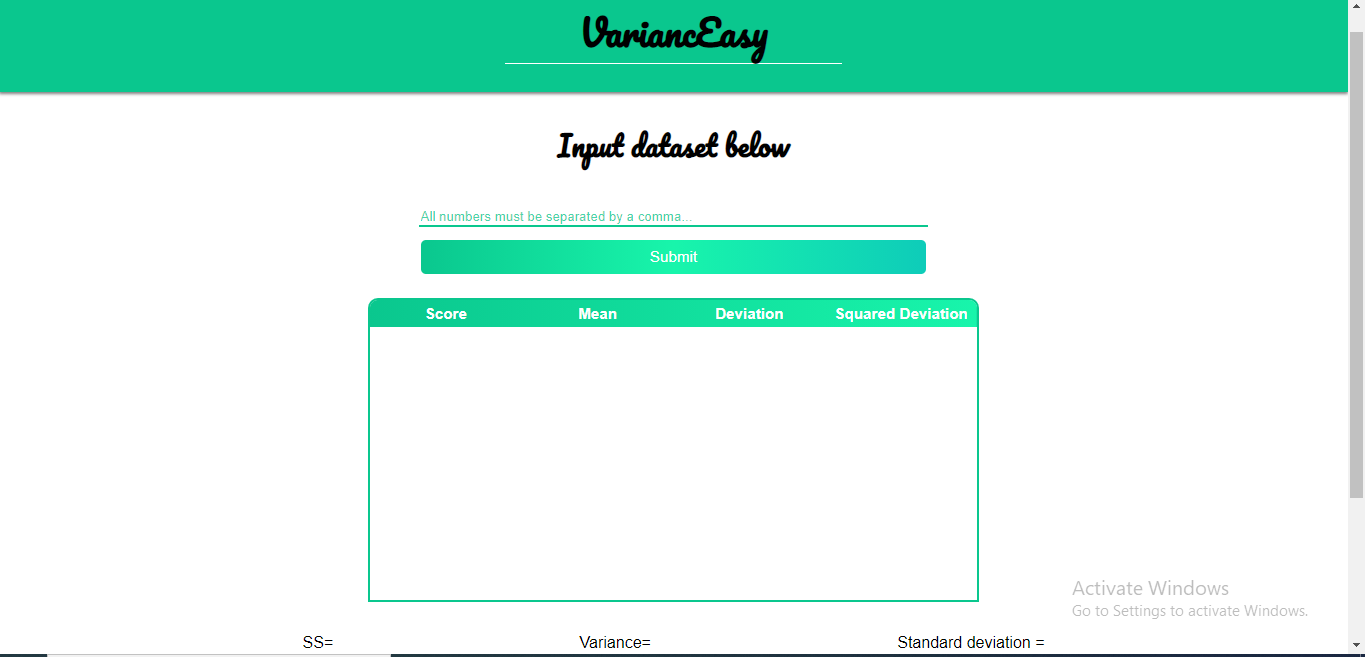 VariancEasy
Input dataset below
All numbers must be separated by a comma...
Submit
Score Mean Deviation Squared Deviation
Activate Windows
Go to Settings to activate Windows.
SS= Variance= Standard deviation =